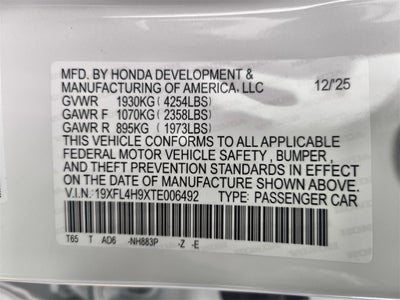 MFD. BY HONDA DEVELOPMENT &
MANUFACTURING OF AMERICA, LLC 12/'25
GVWR 1930KG (4254LBS)
GAWR F 1070KG (2358LBS)
GAWR R 895KG (1973LBS)
THIS VEHICLE CONFORMS TO ALL APPLICABLE
FEDERAL MOTOR VEHICLE SAFETY , BUMPER ,
AND THEFT PREVENTION STANDARDS IN EFFECT
ON THE DATE OF MANUFACTURE SHOWN ABOVE.
V.I.N. 19XFL4H9XTE006492 TYPE: PASSENGER CAR
T65 T AD6 -NH883P -Z -E